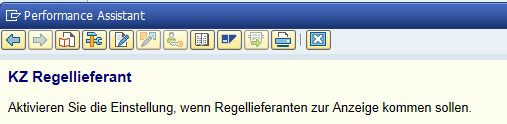 Performance Assistant
KZ Regellieferant
Aktivieren Sie die Einstellung, wenn Regellieferanten zur Anzeige kommen sollen.